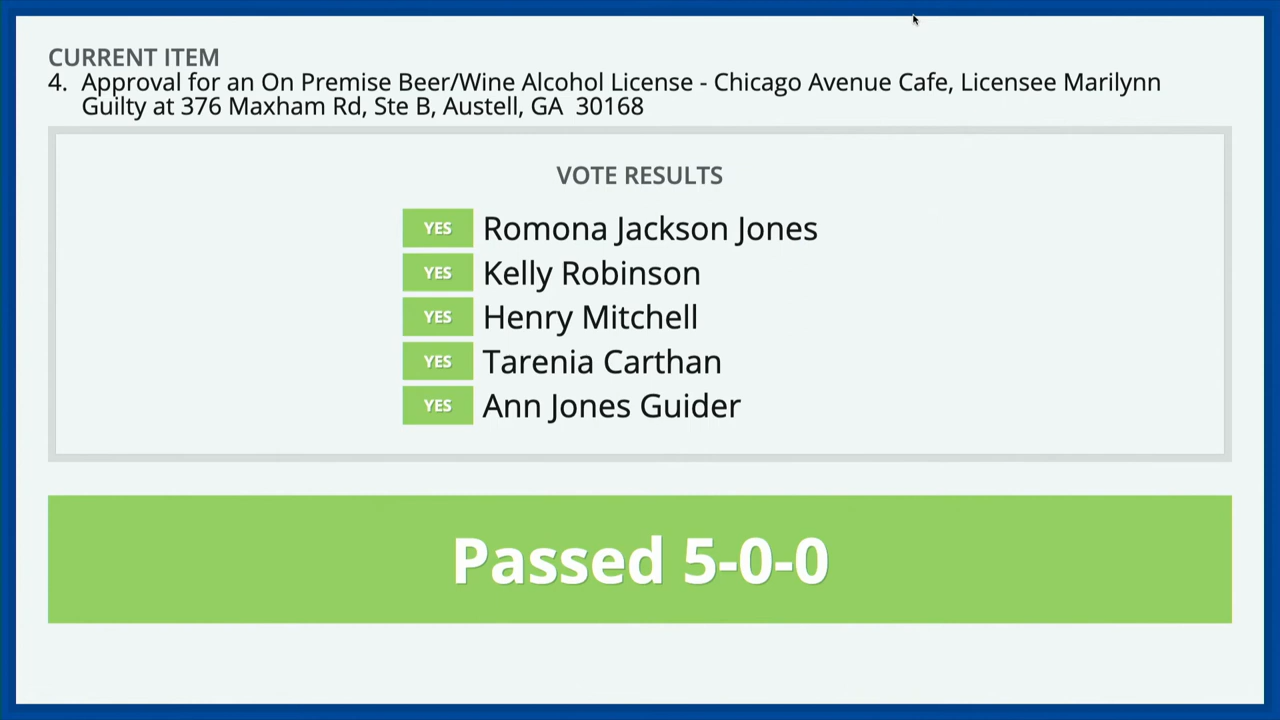 CURRENT ITEM
4. Approval for an On Premise Beer/Wine Alcohol License - Chicago Avenue Cafe, Licensee Marilynn
Guilty at 376 Maxham Rd, Ste B, Austell, GA 30168
VOTE RESULTS
YES Romona Jackson Jones
YES Kelly Robinson
YES Henry Mitchell
YES Tarenia Carthan
YES Ann Jones Guider
Passed 5-0-0